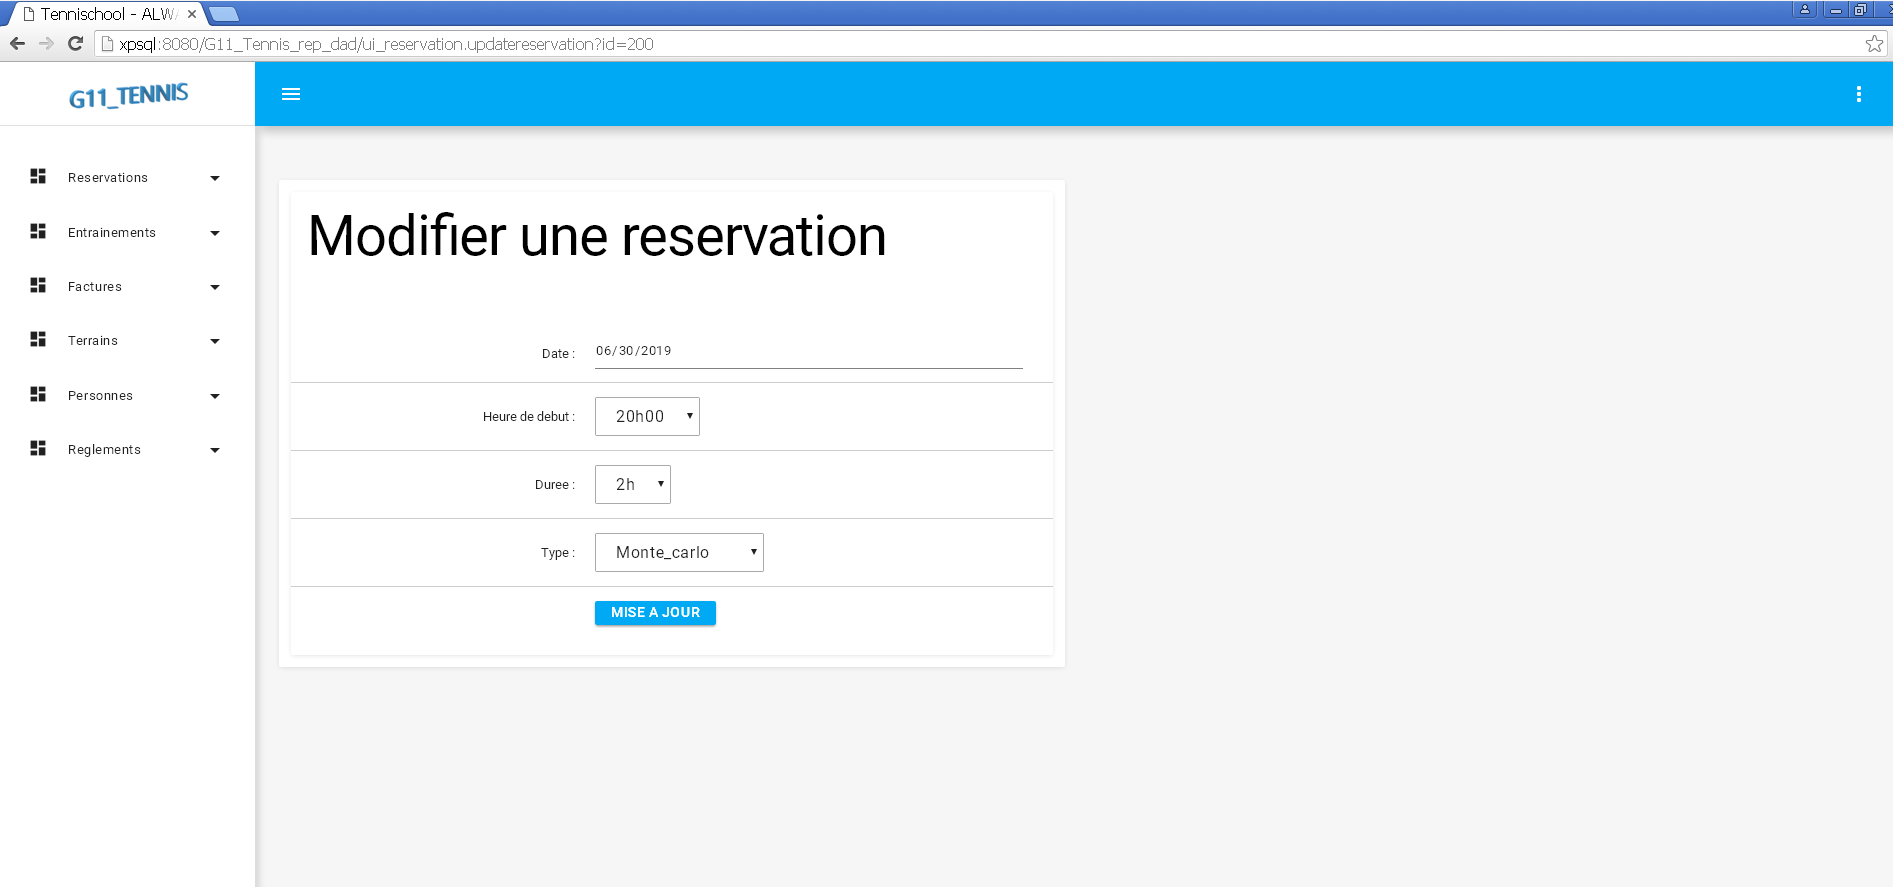 Tennischool - ALW
xpsql:8080/G11_Tennis_rep_dad/ui_reservation.updatereservation?id=200
G11_TENNIS
Reservations
Entrainements
Factures
Terrains
Personnes
Reglements
Modifier une reservation
Date : 06/30/2019
Heure de debut : 20h00
Duree : 2h
Type : Monte_carlo
MISE A JOUR